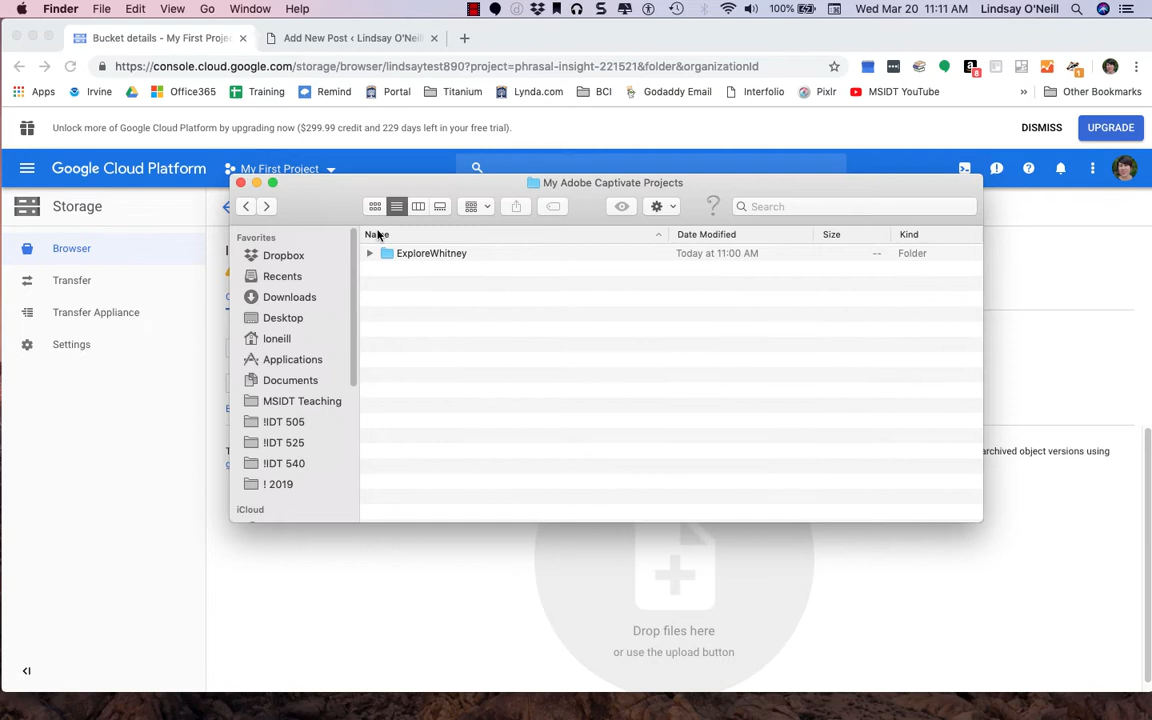 Finder File Edit View Go Window Help 100% Wed Mar 20 11:11 AM Lindsay O'Neill
Bucket details - My First Projec Add New Post ‹ Lindsay O'Neill
https://console.cloud.google.com/storage/browser/lindsaytest890?project=phrasal-insight-221521&folder&organizationId
Apps Irvine Office365 Training Remind Portal Titanium Lynda.com BCI Godaddy Email Interfolio Pixlr MSIDT YouTube » Other Bookmarks
Unlock more of Google Cloud Platform by upgrading now ($299.99 credit and 229 days left in your free trial). DISMISS UPGRADE
Google Cloud Platform My First Project
My Adobe Captivate Projects
Storage
Search
Favorites
Name Date Modified Size Kind
Browser
Dropbox
ExploreWhitney Today at 11:00 AM -- Folder
Recents
Transfer
Downloads
Transfer Appliance
Desktop
loneill
Settings
Applications
Documents
MSIDT Teaching
!IDT 505
!IDT 525
archived object versions using
!IDT 540
! 2019
iCloud
Drop files here
or use the upload button